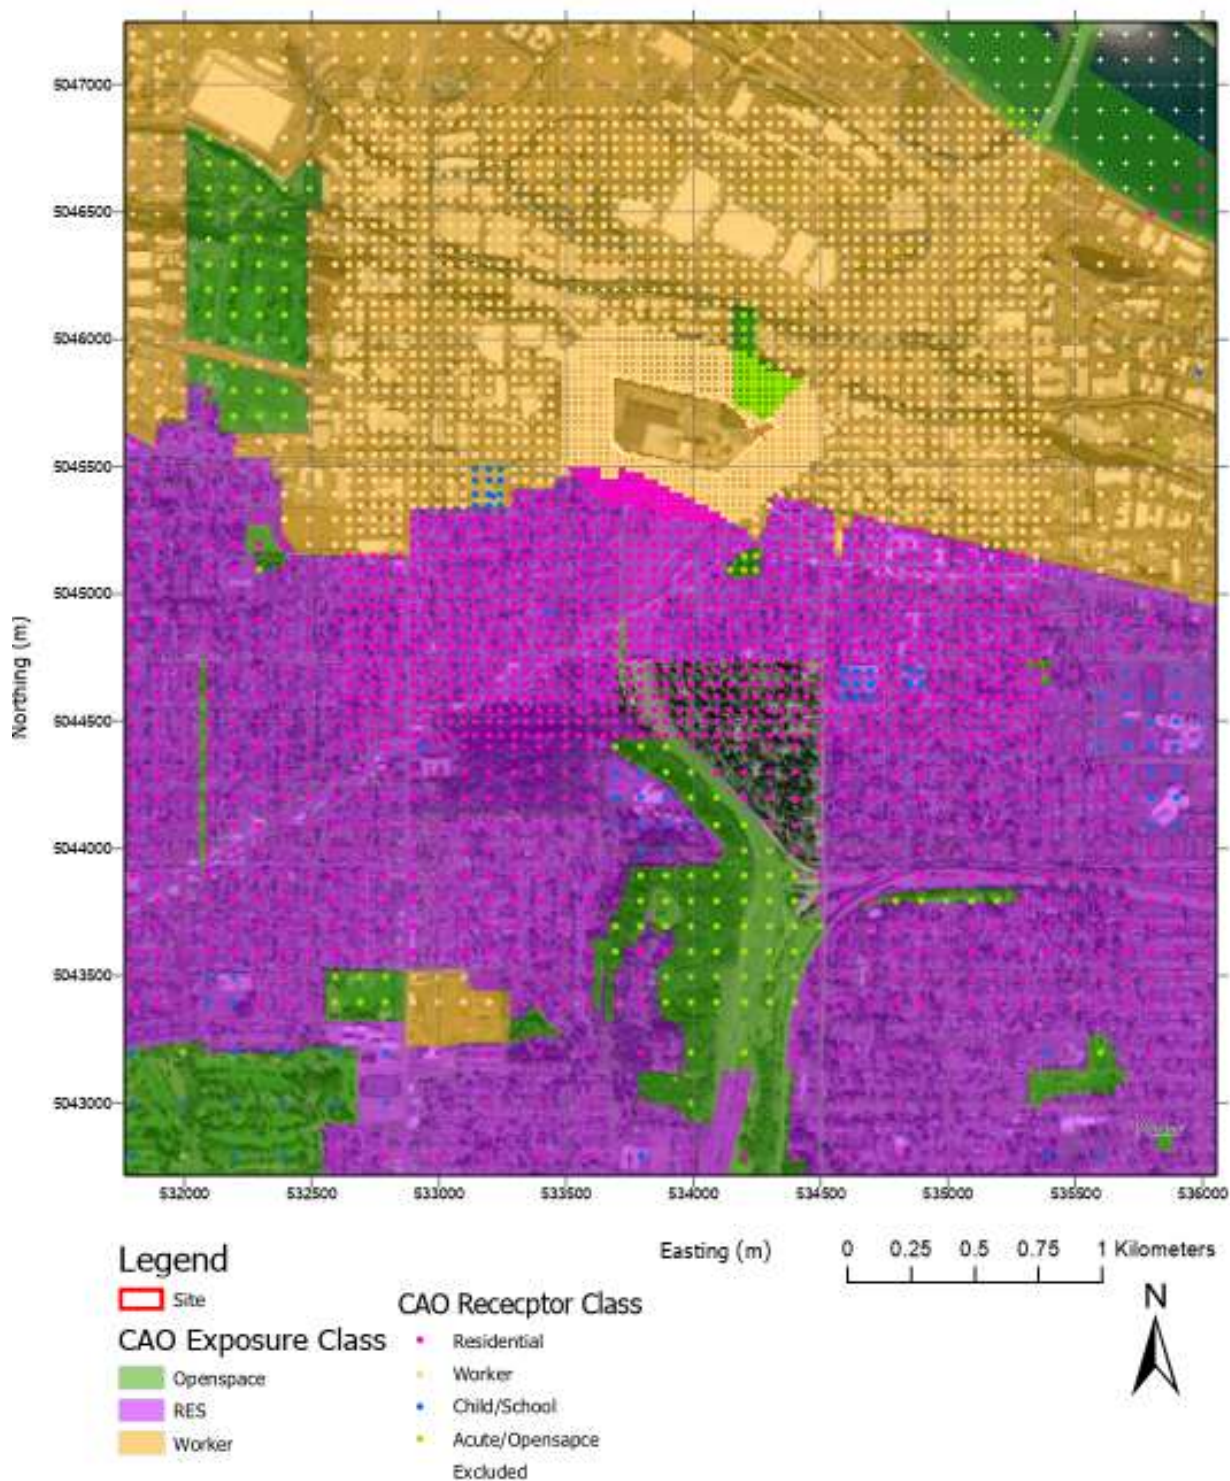 5047000
5046500
5046000
5045500
5045000
5044500
5044000
5043500
5043000
Northing (m)
532000 532500 533000 533500 534000 534500 535000 535500 536000
Easting (m)
0 0.25 0.5 0.75 1 Kilometers
N
Legend
Site
CAO Exposure Class
Openspace
RES
Worker
CAO Rececptor Class
Residential
Worker
Child/School
Acute/Opensapce
Excluded